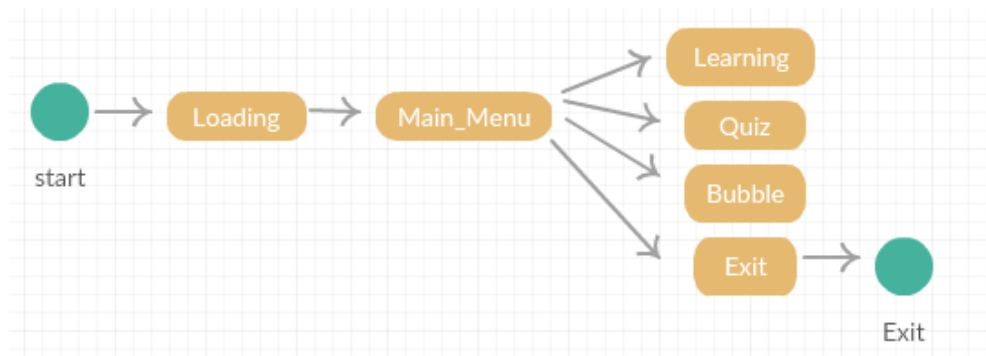 start
Loading
Main_Menu
Learning
Quiz
Bubble
Exit
Exit